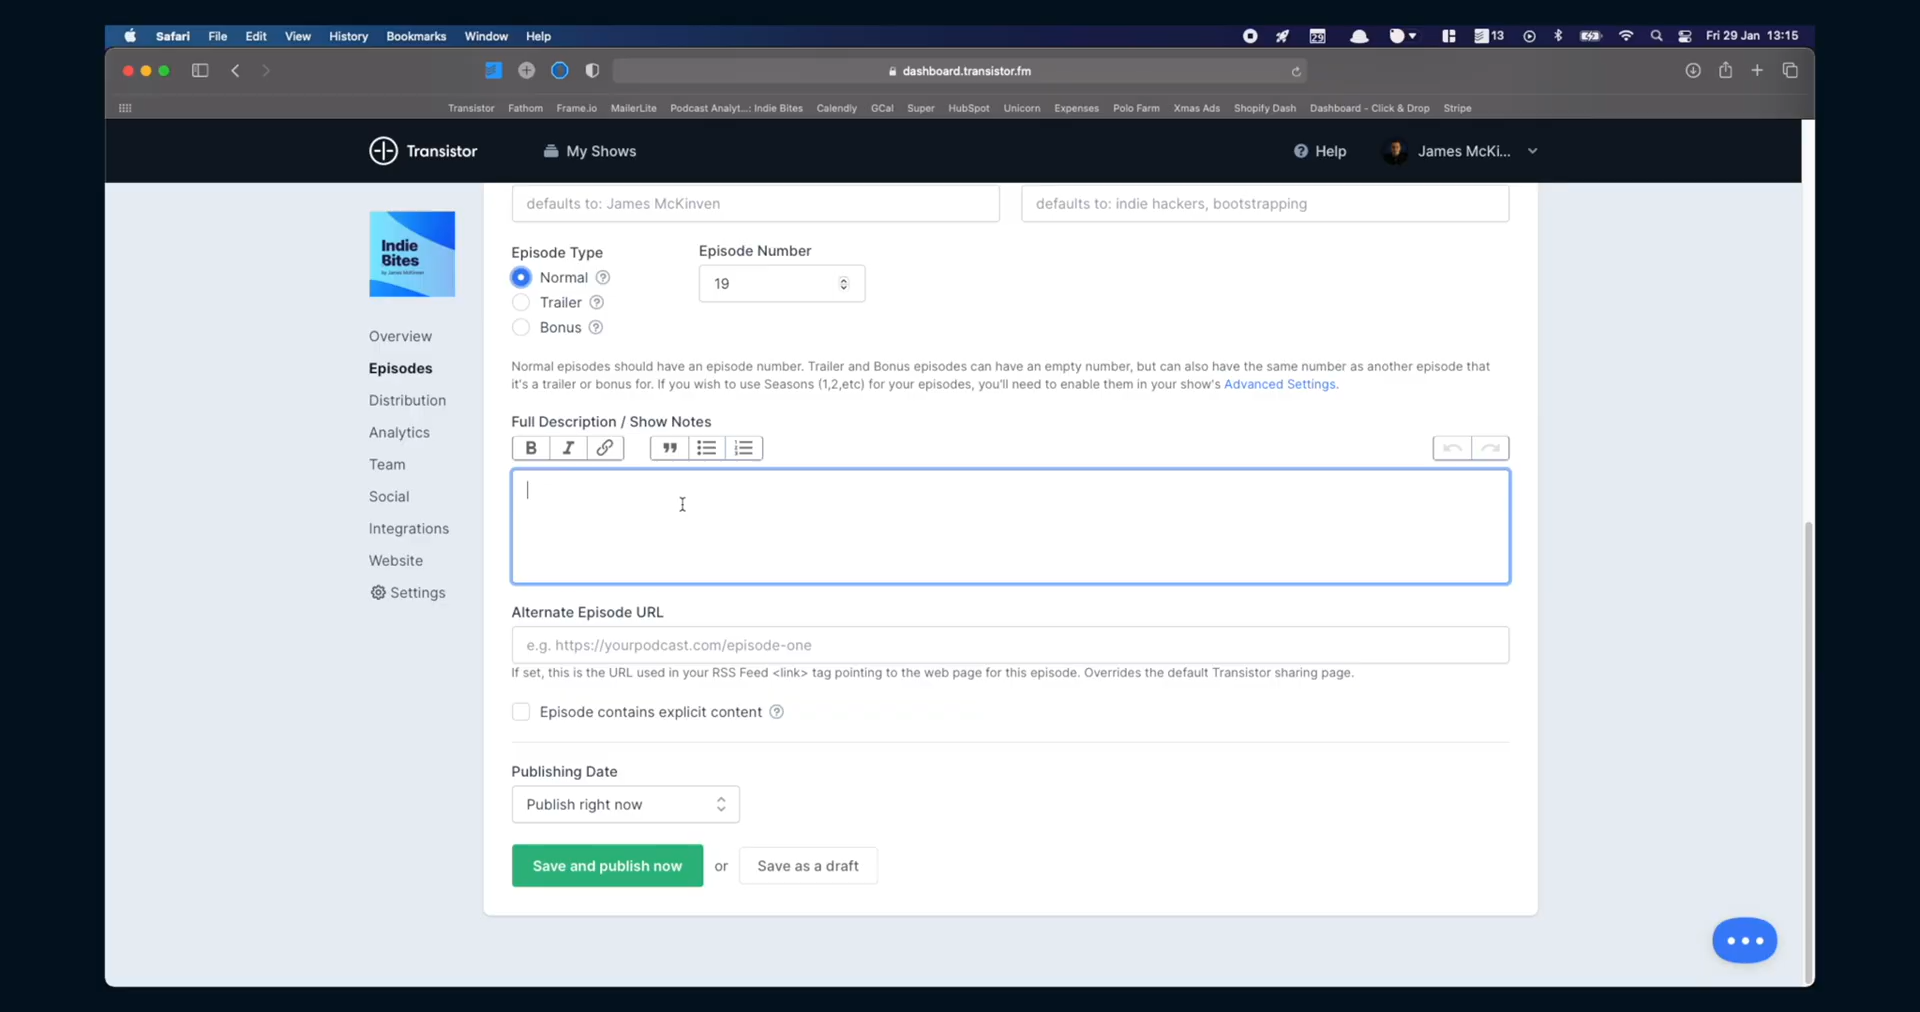 Safari File Edit View History Bookmarks Window Help
29 13 Fri 29 Jan 13:15
dashboard.transistor.fm
Transistor Fathom Frame.io MailerLite Podcast Analyt...: Indie Bites Calendly GCal Super HubSpot Unicorn Expenses Polo Farm Xmas Ads Shopify Dash Dashboard - Click & Drop Stripe
Transistor My Shows Help James McKi...
defaults to: James McKinven defaults to: indie hackers, bootstrapping
Indie
Bites
by James McKinven
Overview
Episodes
Distribution
Analytics
Team
Social
Integrations
Website
Settings
Episode Type Episode Number
Normal 19
Trailer
Bonus
Normal episodes should have an episode number. Trailer and Bonus episodes can have an empty number, but can also have the same number as another episode that
it's a trailer or bonus for. If you wish to use Seasons (1,2,etc) for your episodes, you'll need to enable them in your show's Advanced Settings.
Full Description / Show Notes
B I
Alternate Episode URL
e.g. https://yourpodcast.com/episode-one
If set, this is the URL used in your RSS Feed <link> tag pointing to the web page for this episode. Overrides the default Transistor sharing page.
Episode contains explicit content
Publishing Date
Publish right now
Save and publish now or Save as a draft